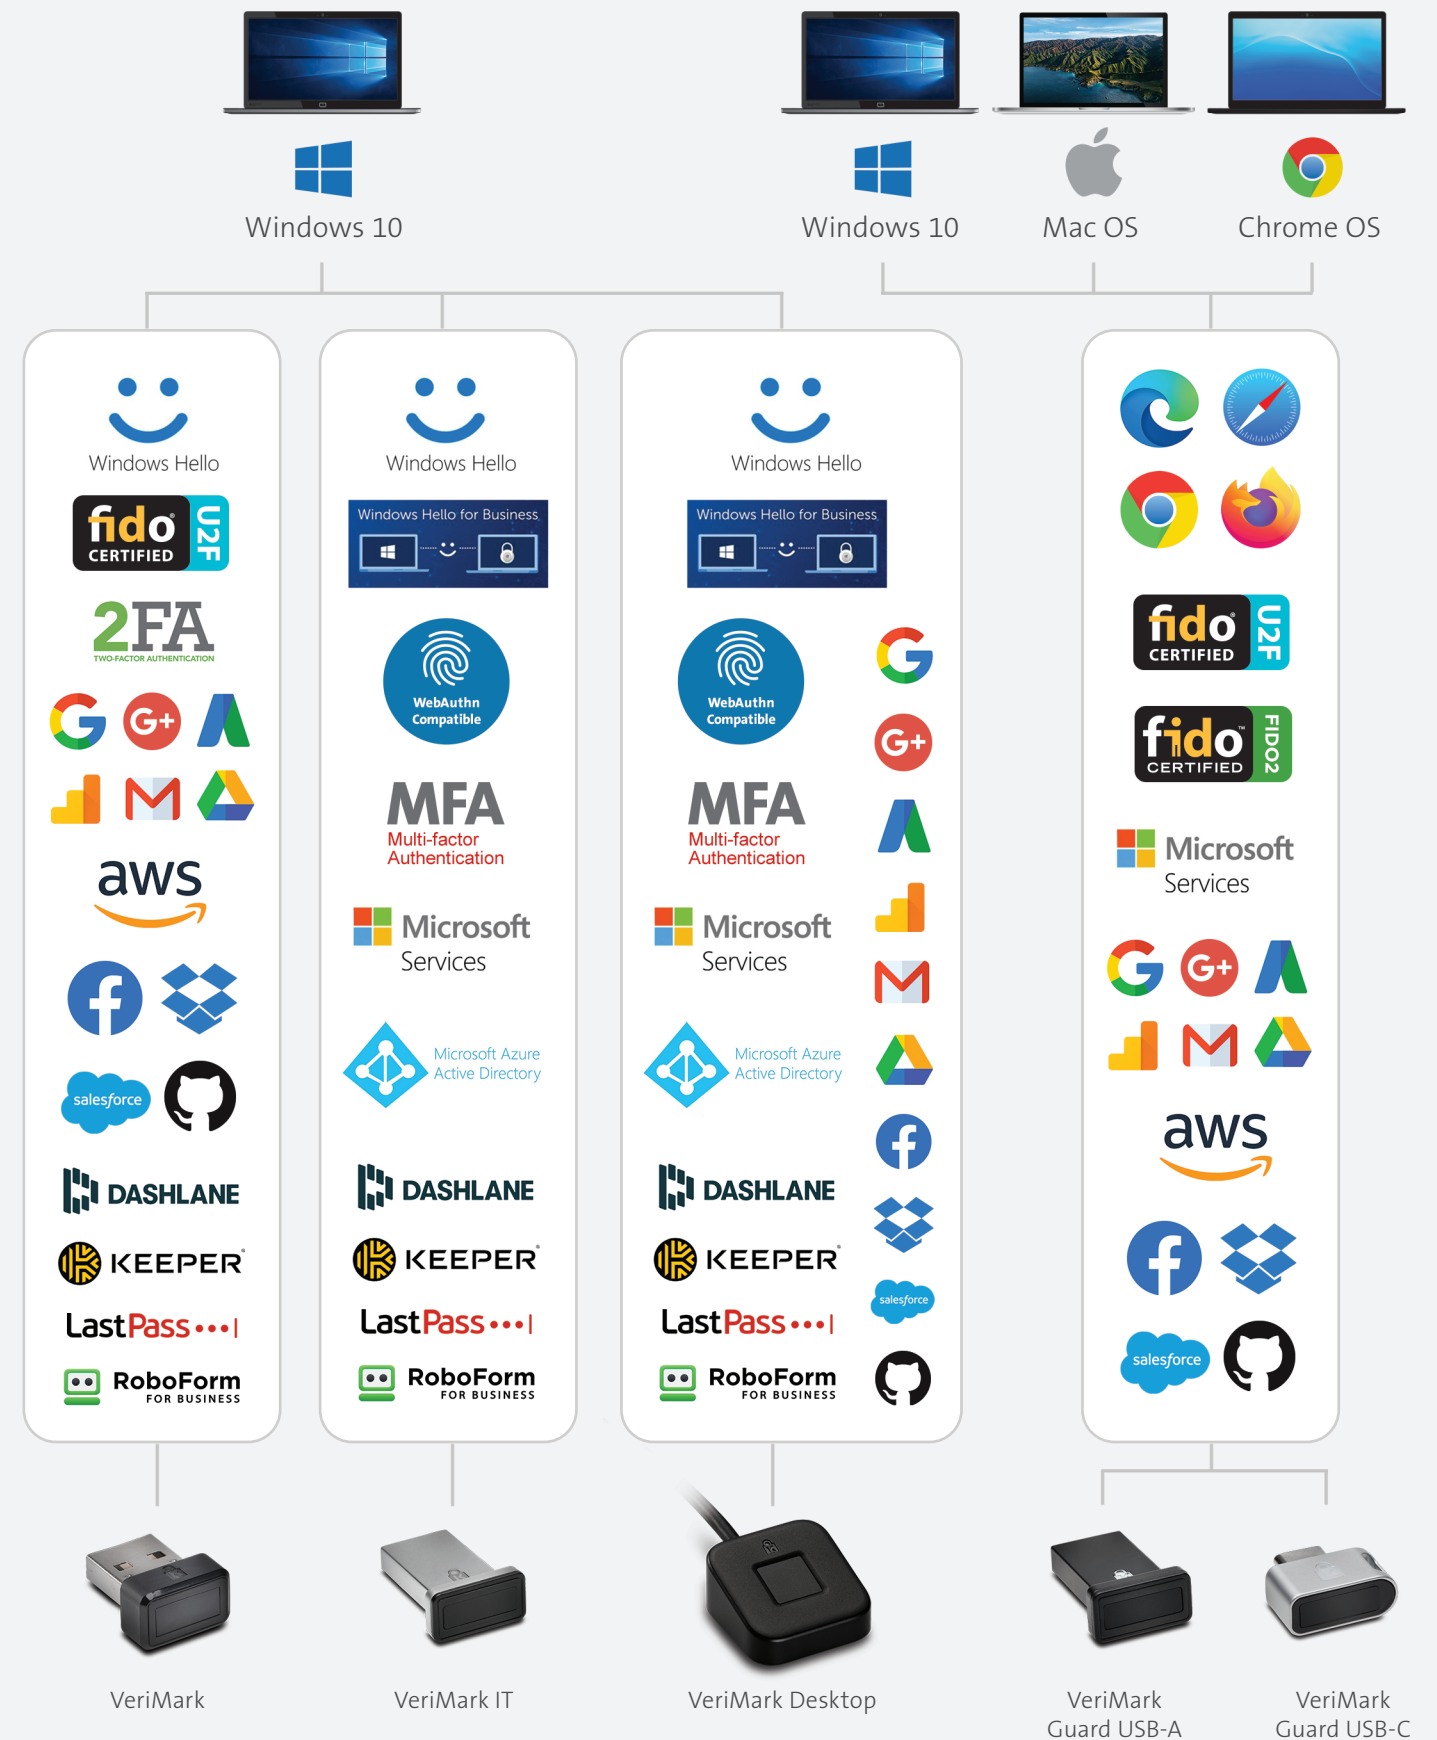 Windows 10
Windows 10
Mac OS
Chrome OS
Windows Hello
fido®
CERTIFIED
U2F
2FA
TWO-FACTOR AUTHENTICATION
G+
aws
salesforce
DASHLANE
KEEPER®
LastPass
RoboForm
FOR BUSINESS
Windows Hello
Windows Hello for Business
WebAuthn
Compatible
MFA
Multi-factor
Authentication
Microsoft
Services
Microsoft Azure
Active Directory
DASHLANE
KEEPER®
LastPass
RoboForm
FOR BUSINESS
Windows Hello
Windows Hello for Business
WebAuthn
Compatible
MFA
Multi-factor
Authentication
Microsoft
Services
Microsoft Azure
Active Directory
DASHLANE
KEEPER®
LastPass
RoboForm
FOR BUSINESS
G
G+
salesforce
fido®
CERTIFIED
U2F
fido™
CERTIFIED
FIDO2
Microsoft
Services
G
G+
aws
salesforce
VeriMark
VeriMark IT
VeriMark Desktop
VeriMark
Guard USB-A
VeriMark
Guard USB-C